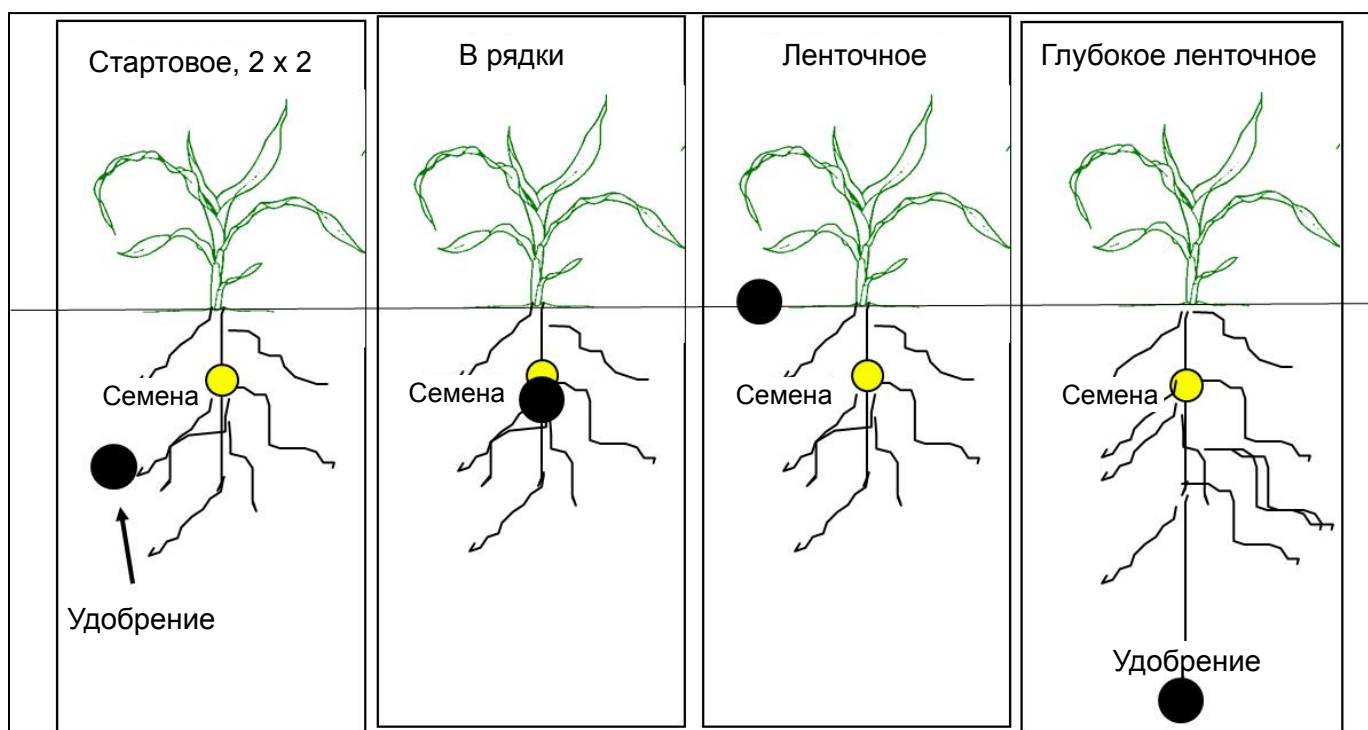 Стартовое, 2 x 2
В рядки
Ленточное
Глубокое ленточное
Семена
Семена
Семена
Семена
Удобрение
Удобрение